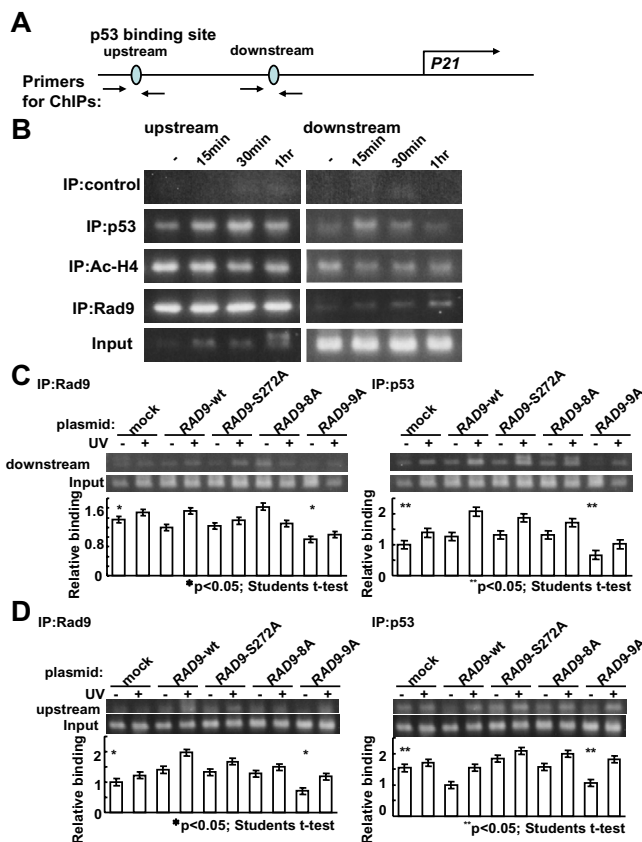 A
p53 binding site
upstream downstream
P21
Primers
for ChIPs:
B
upstream downstream
- 15min 30min 1hr - 15min 30min 1hr
IP:control
IP:p53
IP:Ac-H4
IP:Rad9
Input
C
IP:Rad9 IP:p53
plasmid: mock RAD9-wt RAD9-S272A RAD9-8A RAD9-9A mock RAD9-wt RAD9-S272A RAD9-8A RAD9-9A
UV - + - + - + - + - + - + - + - + - + - +
downstream
Input
Relative binding 1.6 0.8 0 * * Relative binding 2 1 0 ** **
*p<0.05; Students t-test **p<0.05; Students t-test
D
IP:Rad9 IP:p53
plasmid: mock RAD9-wt RAD9-S272A RAD9-8A RAD9-9A mock RAD9-wt RAD9-S272A RAD9-8A RAD9-9A
UV - + - + - + - + - + - + - + - + - + - +
upstream
Input
Relative binding 2 1 0 * * Relative binding 2 1 0 ** **
*p<0.05; Students t-test **p<0.05; Students t-test